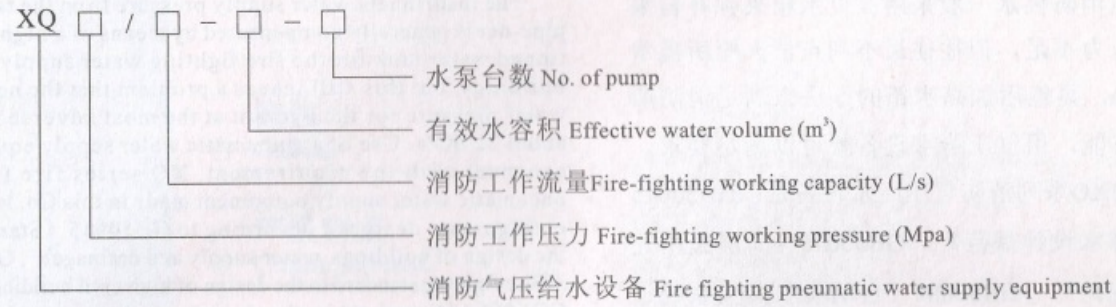 XQ □ / □ - □ - □
水泵台数 No. of pump
有效水容积 Effective water volume (m³)
消防工作流量Fire-fighting working capacity (L/s)
消防工作压力 Fire-fighting working pressure (Mpa)
消防气压给水设备 Fire fighting pneumatic water supply equipment